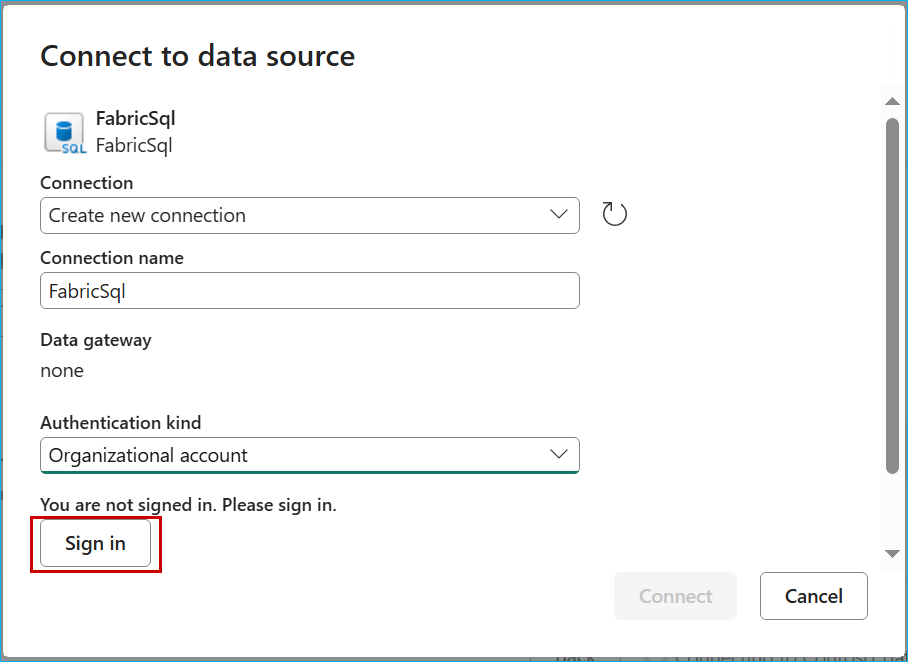 Connect to data source
FabricSql
SQL
FabricSql
Connection
Create new connection
Connection name
FabricSql
Data gateway
none
Authentication kind
Organizational account
You are not signed in. Please sign in.
Sign in
Connect
Cancel